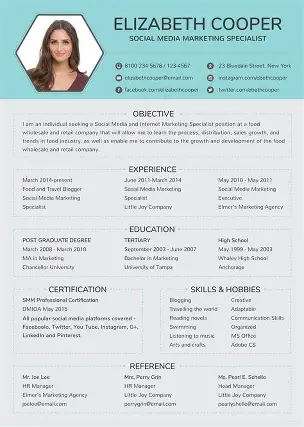 ELIZABETH COOPER
SOCIAL MEDIA MARKETING SPECIALIST
8100 234 5678 / 123 4567
23 Bluedale Street. New York
elizabethcooper@email.com
instagram.com/elbethcooper
facebook.com/elizabethcooper
twitter.com/elbethcooper
OBJECTIVE
I am an individual seeking a Social Media and Internet Marketing Specialist position at a food
wholesale and retail company that will allow me to learn the process, distribution, sales growth, and
trends in food industry, as well as enable me to contribute to the growth and development of the food
wholesale and retail company.
EXPERIENCE
March 2014-present
Food and Travel Blogger
Social Media Marketing
Specialist
June 2011-March 2014
Social Media Marketing
Specialist
Little Joy Company
May 2010 - May 2011
Social Media Marketing
Executive
Elmer's Marketing Agency
EDUCATION
POST GRADUATE DEGREE
March 2008 - March 2010
MA in Marketing
Chancellor University
TERTIARY
September 2003 - June 2007
Bachelor in Marketing
University of Tampa
High School
May 1999 - May 2003
Whaley High School
Anchorage
CERTIFICATION
SMM Professional Certification
DMIOA May 2015
All popular social media platforms covered -
Facebook, Twitter, You Tube, Instagram, G+,
LinkedIn and Pinterest.
SKILLS & HOBBIES
Blogging
Travelling the world
Reading novels
Swimming
Listening to music
Arts and crafts
Creative
Adaptable
Communication Skills
Organized
MS Office
Adobe CS
REFERENCE
Mr. Joe Lee
HR Manager
Elmer's Marketing Agency
joelee@email.com
Mrs. Perry Grin
HR Manager
Little Joy Company
perrygrin@email.com
Ms. Pearl E. Schelle
Head Manager
Little Joy Company
pearlyshelle@email.com